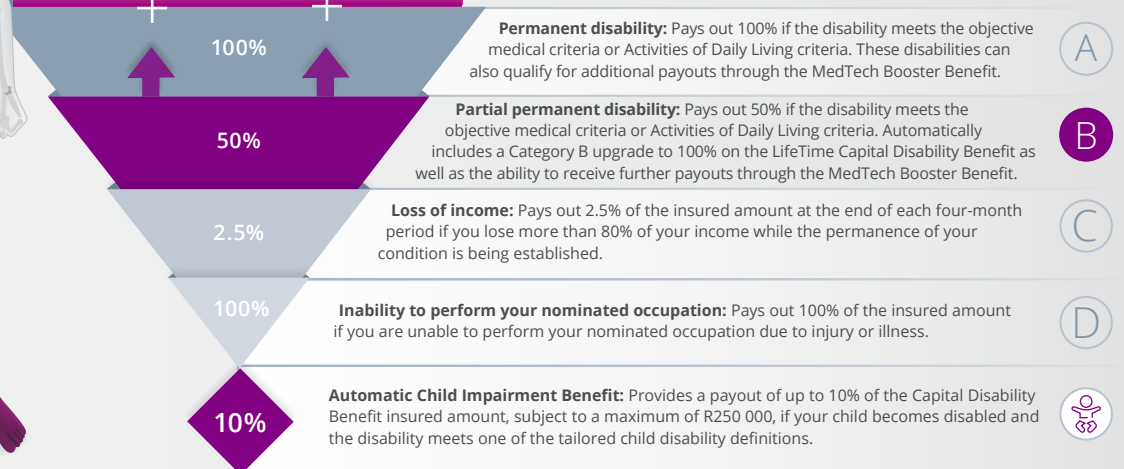 100%
Permanent disability: Pays out 100% if the disability meets the objective
medical criteria or Activities of Daily Living criteria. These disabilities can
also qualify for additional payouts through the MedTech Booster Benefit.
A
50%
Partial permanent disability: Pays out 50% if the disability meets the
objective medical criteria or Activities of Daily Living criteria. Automatically
includes a Category B upgrade to 100% on the LifeTime Capital Disability Benefit as
well as the ability to receive further payouts through the MedTech Booster Benefit.
B
2.5%
Loss of income: Pays out 2.5% of the insured amount at the end of each four-month
period if you lose more than 80% of your income while the permanence of your
condition is being established.
C
100%
Inability to perform your nominated occupation: Pays out 100% of the insured amount
if you are unable to perform your nominated occupation due to injury or illness.
D
10%
Automatic Child Impairment Benefit: Provides a payout of up to 10% of the Capital Disability
Benefit insured amount, subject to a maximum of R250 000, if your child becomes disabled and
the disability meets one of the tailored child disability definitions.